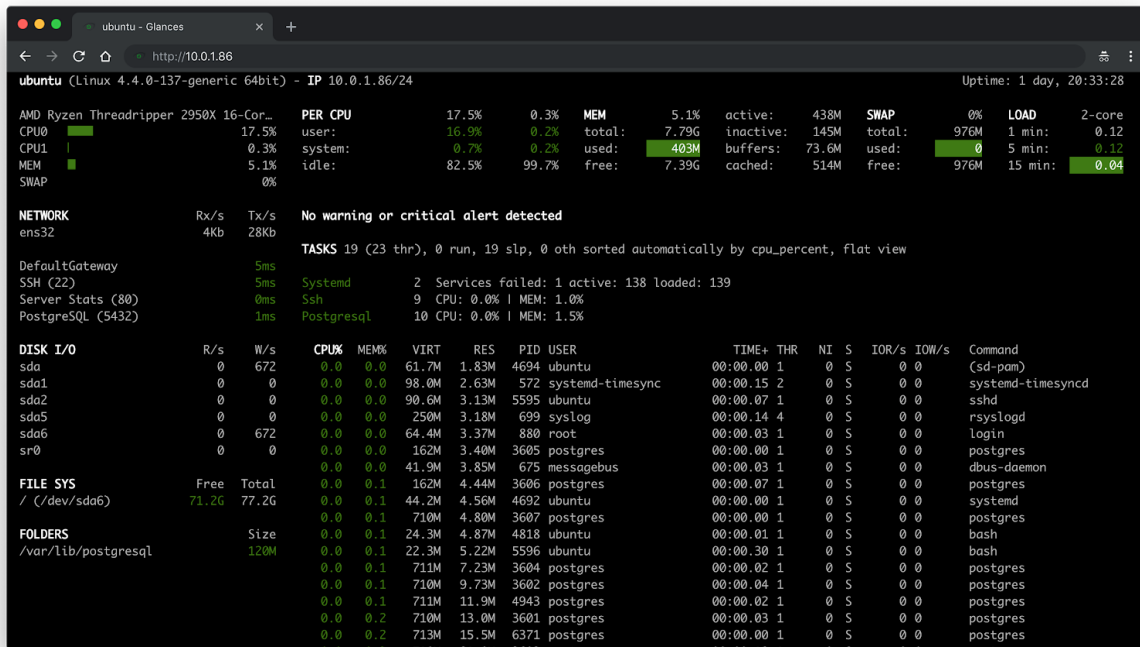 ubuntu - Glances
http://10.0.1.86
ubuntu (Linux 4.4.0-137-generic 64bit) - IP 10.0.1.86/24 Uptime: 1 day, 20:33:28
AMD Ryzen Threadripper 2950X 16-Cor… PER CPU 17.5% 0.3% MEM 5.1% active: 438M SWAP 0% LOAD 2-core
CPU0 17.5% user: 16.9% 0.2% total: 7.79G inactive: 145M total: 976M 1 min: 0.12
CPU1 0.3% system: 0.7% 0.2% used: 403M buffers: 73.6M used: 0 5 min: 0.12
MEM 5.1% idle: 82.5% 99.7% free: 7.39G cached: 514M free: 976M 15 min: 0.04
SWAP 0%
NETWORK Rx/s Tx/s No warning or critical alert detected
ens32 4Kb 28Kb
TASKS 19 (23 thr), 0 run, 19 slp, 0 oth sorted automatically by cpu_percent, flat view
DefaultGateway 5ms
SSH (22) 5ms Systemd 2 Services failed: 1 active: 138 loaded: 139
Server Stats (80) 0ms Ssh 9 CPU: 0.0% | MEM: 1.0%
PostgreSQL (5432) 1ms Postgresql 10 CPU: 0.0% | MEM: 1.5%
DISK I/O R/s W/s CPU% MEM% VIRT RES PID USER TIME+ THR NI S IOR/s IOW/s Command
sda 0 672 0.0 0.0 61.7M 1.83M 4694 ubuntu 00:00.00 1 0 S 0 0 (sd-pam)
sda1 0 0 0.0 0.0 98.0M 2.63M 572 systemd-timesync 00:00.15 2 0 S 0 0 systemd-timesyncd
sda2 0 0 0.0 0.0 90.6M 3.13M 5595 ubuntu 00:00.07 1 0 S 0 0 sshd
sda5 0 0 0.0 0.0 250M 3.18M 699 syslog 00:00.14 4 0 S 0 0 rsyslogd
sda6 0 672 0.0 0.0 64.4M 3.37M 880 root 00:00.03 1 0 S 0 0 login
sr0 0 0 0.0 0.0 162M 3.40M 3605 postgres 00:00.00 1 0 S 0 0 postgres
0.0 0.0 41.9M 3.85M 675 messagebus 00:00.03 1 0 S 0 0 dbus-daemon
FILE SYS Free Total 0.0 0.1 162M 4.44M 3606 postgres 00:00.07 1 0 S 0 0 postgres
/ (/dev/sda6) 71.2G 77.2G 0.0 0.1 44.2M 4.56M 4692 ubuntu 00:00.00 1 0 S 0 0 systemd
0.0 0.1 710M 4.80M 3607 postgres 00:00.00 1 0 S 0 0 postgres
FOLDERS Size 0.0 0.1 24.3M 4.87M 4818 ubuntu 00:00.01 1 0 S 0 0 bash
/var/lib/postgresql 120M 0.0 0.1 22.3M 5.22M 5596 ubuntu 00:00.30 1 0 S 0 0 bash
0.0 0.1 711M 7.23M 3604 postgres 00:00.02 1 0 S 0 0 postgres
0.0 0.1 710M 9.73M 3602 postgres 00:00.04 1 0 S 0 0 postgres
0.0 0.1 711M 11.9M 4943 postgres 00:00.02 1 0 S 0 0 postgres
0.0 0.2 710M 13.0M 3601 postgres 00:00.03 1 0 S 0 0 postgres
0.0 0.2 713M 15.5M 6371 postgres 00:00.00 1 0 S 0 0 postgres